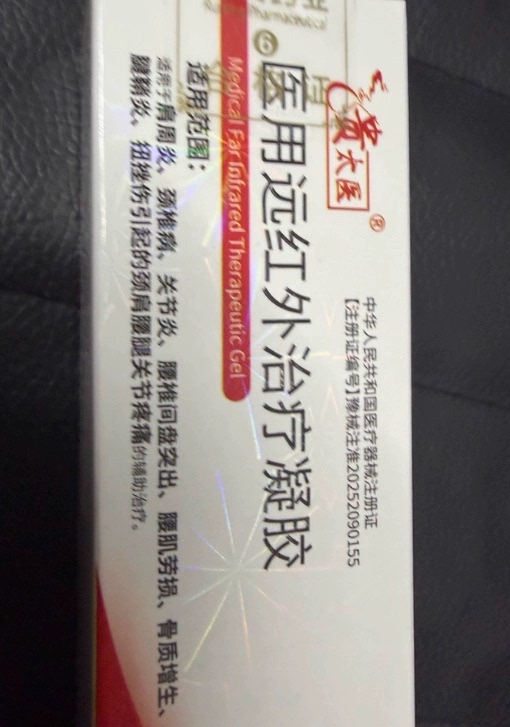 黄太医
®
中华人民共和国医疗器械注册证
【注册证编号】豫械注准20252090155
医用远红外治疗凝胶
Medical Far Infrared Therapeutic Gel
适用范围：
适用于肩周炎、颈椎病、关节炎、腰椎间盘突出、腰肌劳损、骨质增生、
腱鞘炎、扭挫伤引起的颈肩腰腿关节疼痛的辅助治疗。